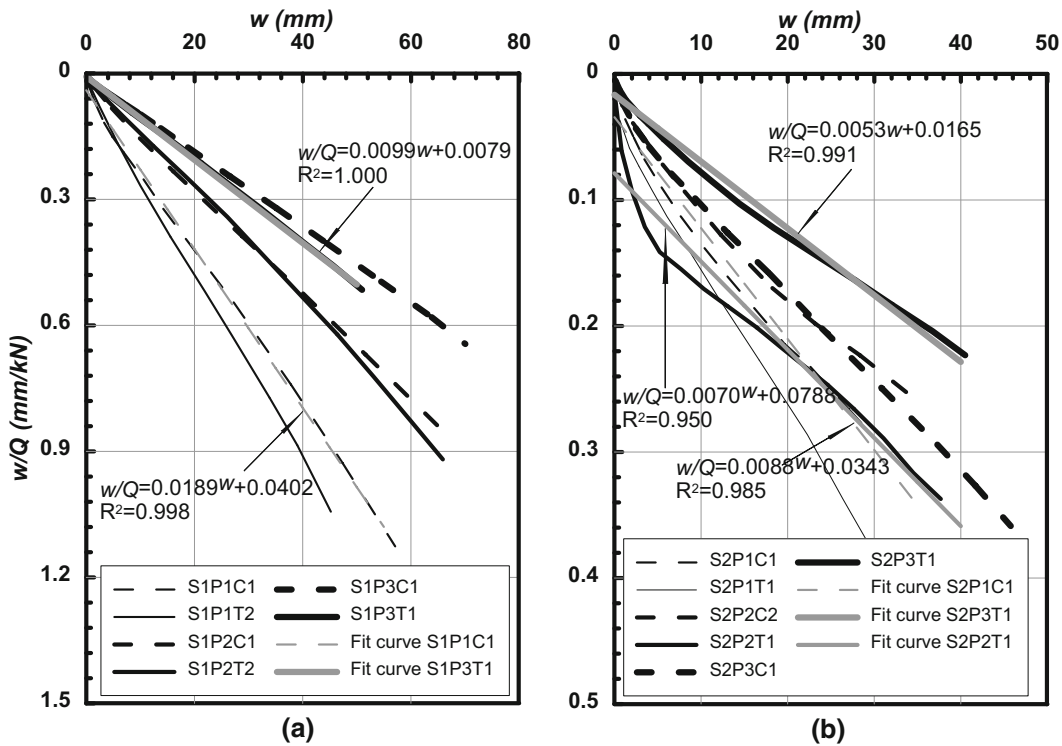 w (mm)
0 20 40 60 80
0
0.3
0.6
0.9
1.2
1.5
w/Q (mm/kN)
w/Q=0.0099w+0.0079
R2=1.000
w/Q=0.0189w+0.0402
R2=0.998
S1P1C1
S1P3C1
S1P1T2
S1P3T1
S1P2C1
Fit curve S1P1C1
S1P2T2
Fit curve S1P3T1
(a)
w (mm)
0 10 20 30 40 50
0
0.1
0.2
0.3
0.4
0.5
w/Q=0.0053w+0.0165
R2=0.991
w/Q=0.0070w+0.0788
R2=0.950
w/Q=0.0088w+0.0343
R2=0.985
S2P1C1
S2P3T1
S2P1T1
Fit curve S2P1C1
S2P2C2
Fit curve S2P3T1
S2P2T1
Fit curve S2P2T1
S2P3C1
(b)